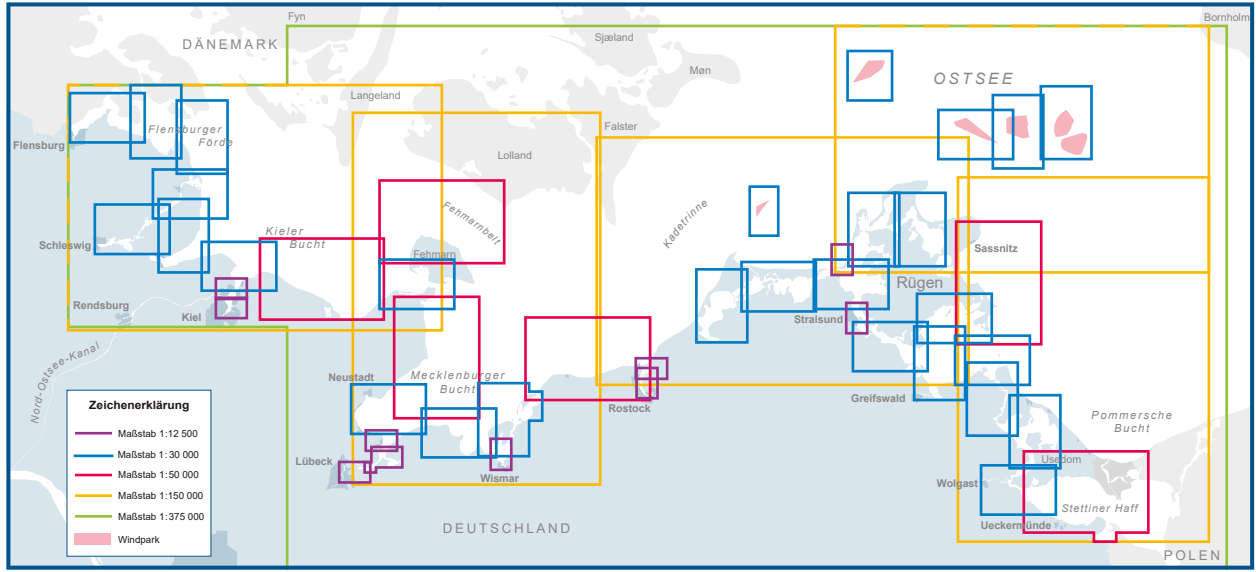 Fyn
Bornholm
DÄNEMARK
Sjæland
Møn
OSTSEE
Langeland
Falster
Flensburger
Förde
Flensburg
Lolland
Kadetrinne
Fehmarnbelt
Kieler
Bucht
Schleswig
Fehmarn
Sassnitz
Rügen
Rendsburg
Kiel
Stralsund
Nord-Ostsee-Kanal
Neustadt
Mecklenburger
Bucht
Rostock
Greifswald
Pommersche
Bucht
Lübeck
Wismar
Usedom
Wolgast
Stettiner Haff
Ueckermünde
DEUTSCHLAND
POLEN
Zeichenerklärung
Maßstab 1:12 500
Maßstab 1:30 000
Maßstab 1:50 000
Maßstab 1:150 000
Maßstab 1:375 000
Windpark